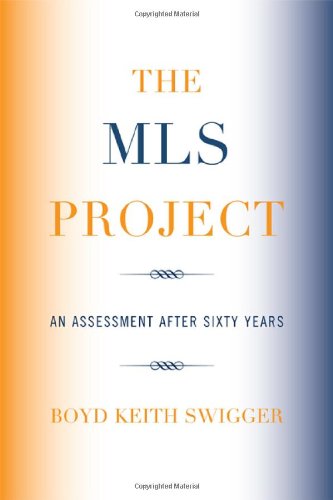 Copyrighted Material
THE
MLS
PROJECT
AN ASSESSMENT AFTER SIXTY YEARS
BOYD KEITH SWIGGER
Copyrighted Material